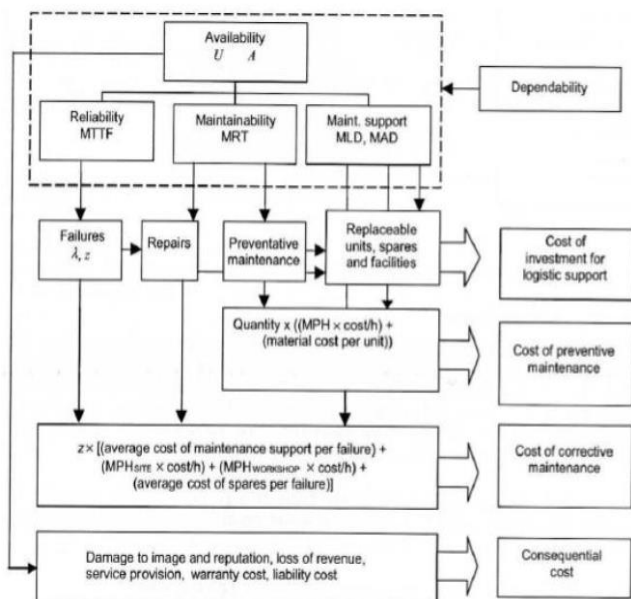 Availability
U A
Dependability
Reliability
MTTF
Maintainability
MRT
Maint. support
MLD, MAD
Failures
λ, z
Repairs
Preventative
maintenance
Replaceable
units, spares
and facilities
Cost of
investment for
logistic support
Quantity x ((MPH × cost/h) +
(material cost per unit))
Cost of preventive
maintenance
z× [(average cost of maintenance support per failure) +
(MPHSITE × cost/h) + (MPHWORKSHOP × cost/h) +
(average cost of spares per failure)]
Cost of corrective
maintenance
Damage to image and reputation, loss of revenue,
service provision, warranty cost, liability cost
Consequential
cost